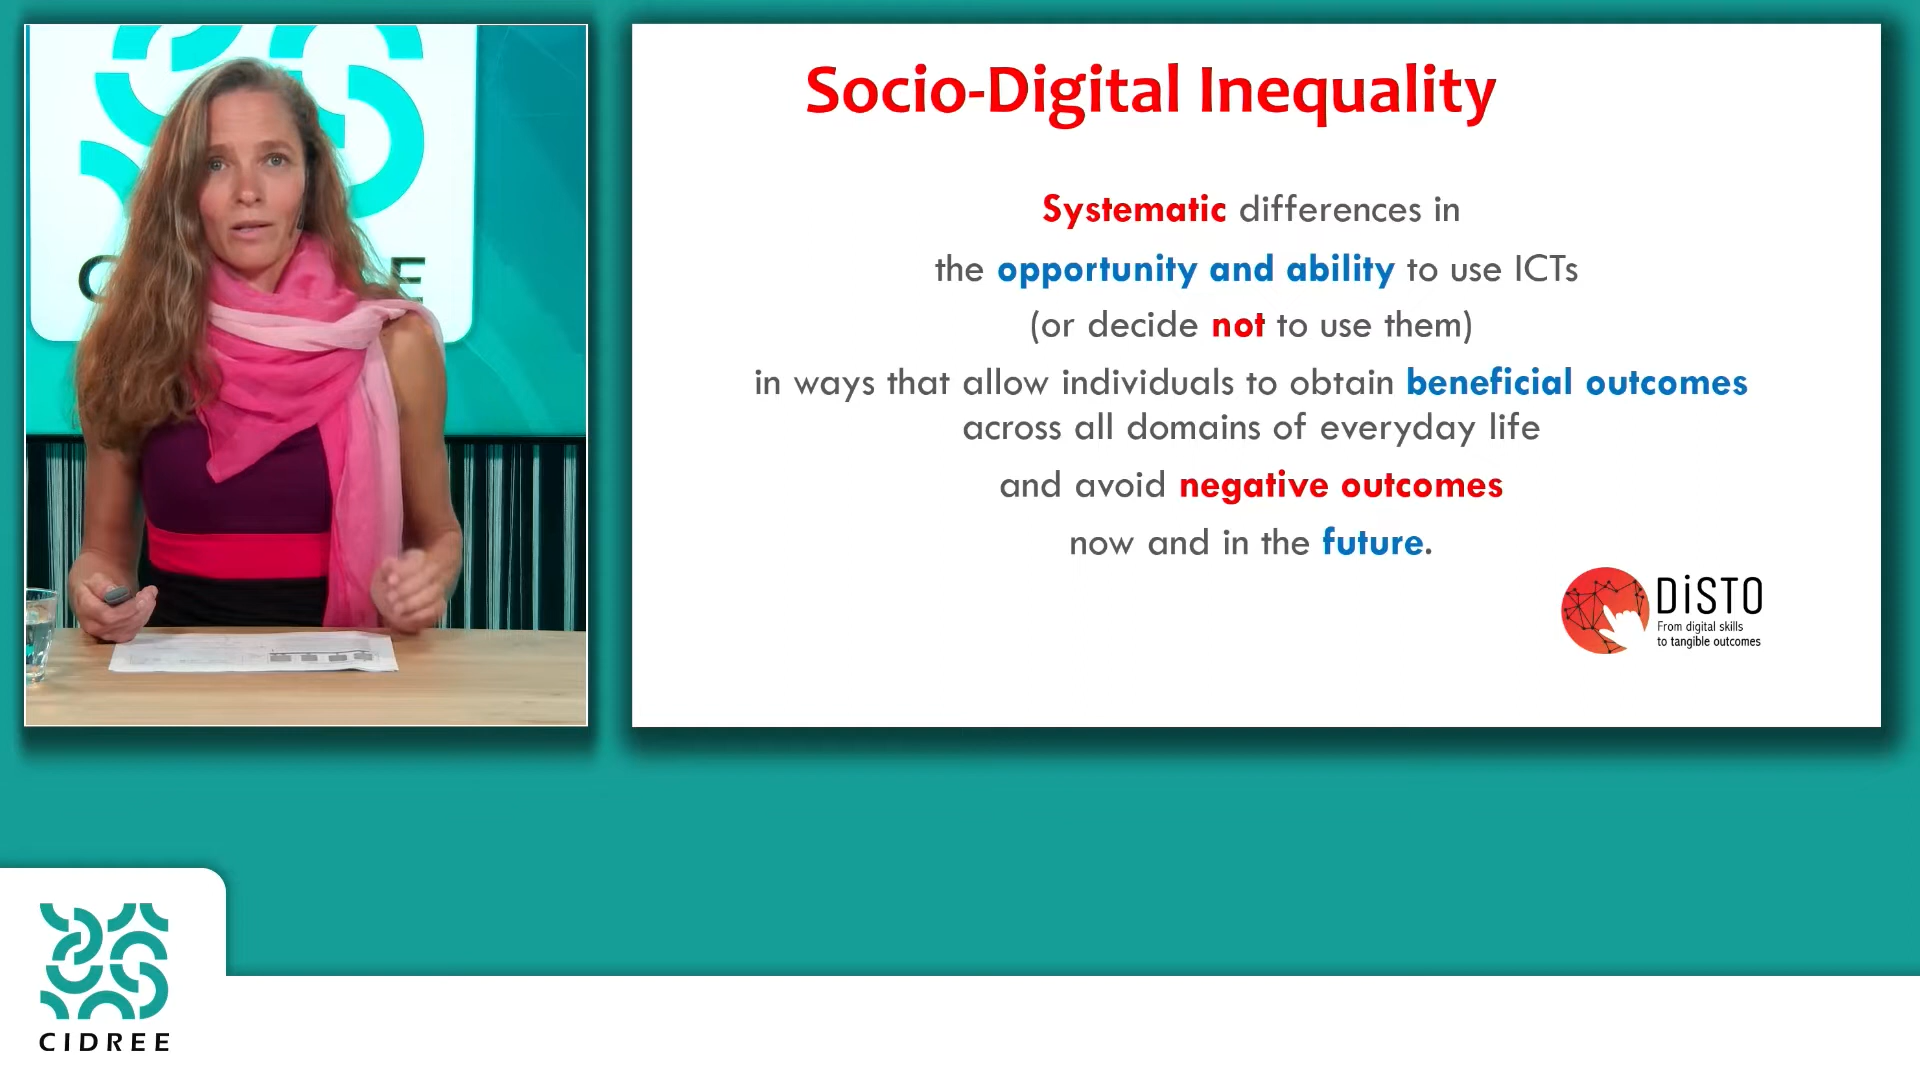 Socio-Digital Inequality
Systematic differences in
the opportunity and ability to use ICTs
(or decide not to use them)
in ways that allow individuals to obtain beneficial outcomes
across all domains of everyday life
and avoid negative outcomes
now and in the future.
DiSTO
From digital skills
to tangible outcomes
CIDREE